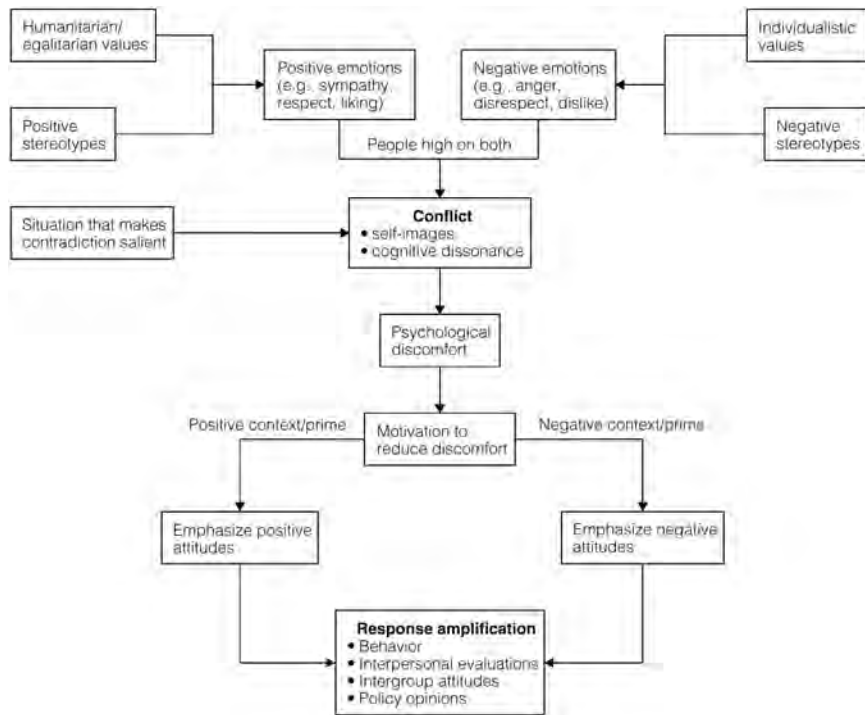 Humanitarian/
egalitarian values
Individualistic
values
Positive emotions
(e.g., sympathy,
respect, liking)
Negative emotions
(e.g., anger,
disrespect, dislike)
Positive
stereotypes
Negative
stereotypes
People high on both
Situation that makes
contradiction salient
Conflict
• self-images
• cognitive dissonance
Psychological
discomfort
Positive context/prime
Motivation to
reduce discomfort
Negative context/prime
Emphasize positive
attitudes
Emphasize negative
attitudes
Response amplification
• Behavior
• Interpersonal evaluations
• Intergroup attitudes
• Policy opinions